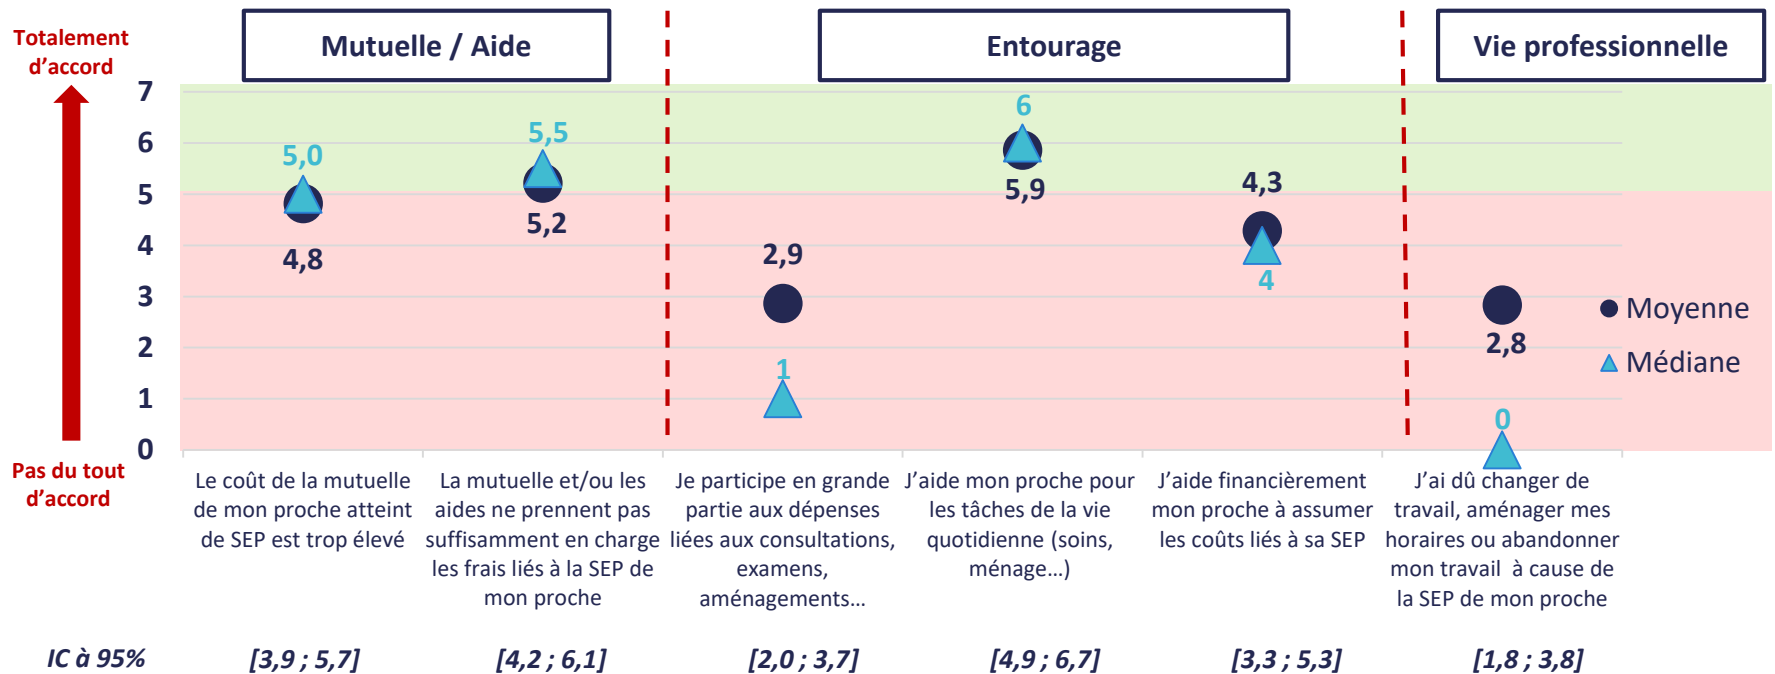 Totalement
d'accord
Mutuelle / Aide
Entourage
Vie professionnelle
7
6
5
4
3
2
1
0
Pas du tout
d'accord
5,0
4,8
5,5
5,2
2,9
1
6
5,9
4,3
4
2,8
0
Moyenne
Médiane
Le coût de la mutuelle
de mon proche atteint
de SEP est trop élevé
La mutuelle et/ou les
aides ne prennent pas
suffisamment en charge
les frais liés à la SEP de
mon proche
Je participe en grande
partie aux dépenses
liées aux consultations,
examens,
aménagements…
J'aide mon proche pour
les tâches de la vie
quotidienne (soins,
ménage…)
J'aide financièrement
mon proche à assumer
les coûts liés à sa SEP
J'ai dû changer de
travail, aménager mes
horaires ou abandonner
mon travail à cause de
la SEP de mon proche
IC à 95%
[3,9 ; 5,7]
[4,2 ; 6,1]
[2,0 ; 3,7]
[4,9 ; 6,7]
[3,3 ; 5,3]
[1,8 ; 3,8]